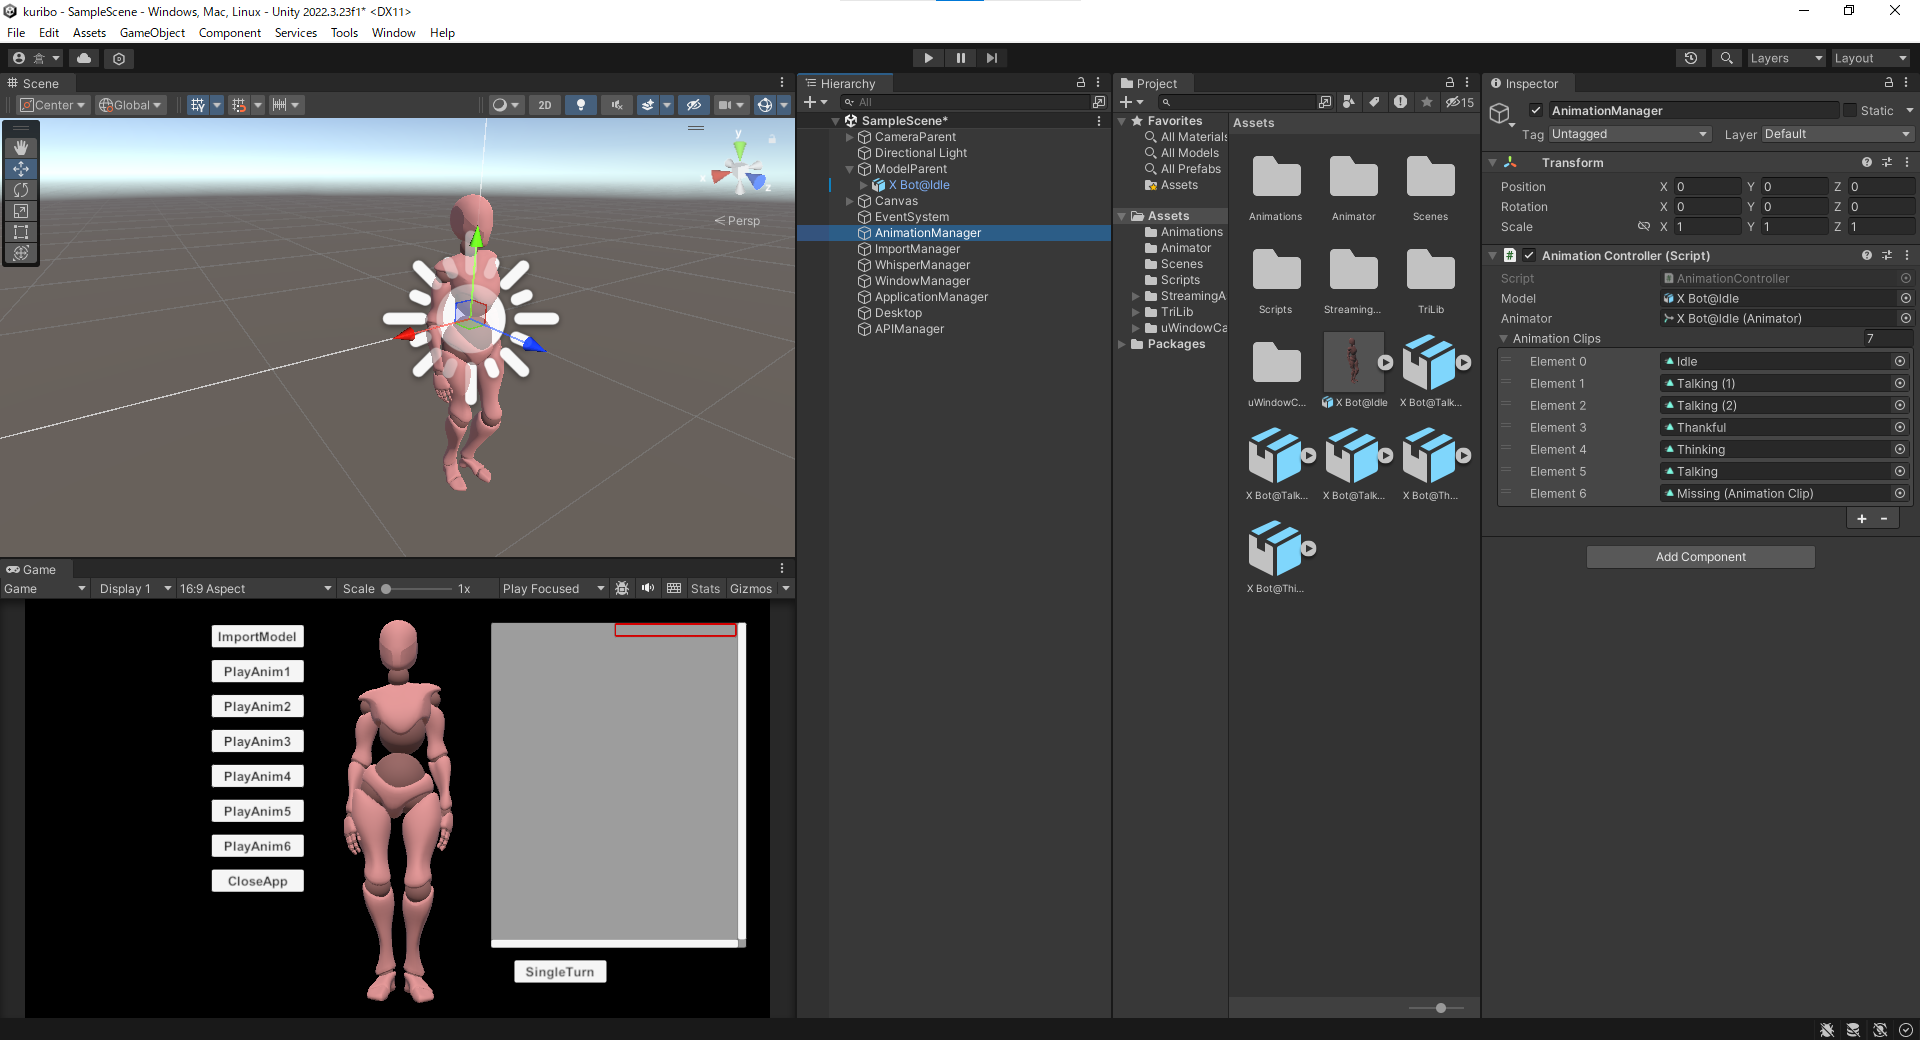 kuribo - SampleScene - Windows, Mac, Linux - Unity 2022.3.23f1* <DX11>
File Edit Assets GameObject Component Services Tools Window Help
Layers Layout
Scene
Center Global 2D
y
x
z
Persp
Game
Game Display 1 16:9 Aspect Scale 1x Play Focused Stats Gizmos
ImportModel
PlayAnim1
PlayAnim2
PlayAnim3
PlayAnim4
PlayAnim5
PlayAnim6
CloseApp
SingleTurn
Hierarchy
All
SampleScene*
CameraParent
Directional Light
ModelParent
X Bot@Idle
Canvas
EventSystem
AnimationManager
ImportManager
WhisperManager
WindowManager
ApplicationManager
Desktop
APIManager
Project
15
Favorites
All Materials
All Models
All Prefabs
Assets
Assets
Animations
Animator
Scenes
Scripts
StreamingA
TriLib
uWindowCa
Packages
Assets
Animations
Animator
Scenes
Scripts
Streaming...
TriLib
uWindowC...
X Bot@Idle
X Bot@Talk...
X Bot@Talk...
X Bot@Talk...
X Bot@Th...
X Bot@Thi...
Inspector
AnimationManager Static
Tag Untagged Layer Default
Transform
Position X 0 Y 0 Z 0
Rotation X 0 Y 0 Z 0
Scale X 1 Y 1 Z 1
# Animation Controller (Script)
Script AnimationController
Model X Bot@Idle
Animator X Bot@Idle (Animator)
Animation Clips 7
Element 0 Idle
Element 1 Talking (1)
Element 2 Talking (2)
Element 3 Thankful
Element 4 Thinking
Element 5 Talking
Element 6 Missing (Animation Clip)
+ -
Add Component